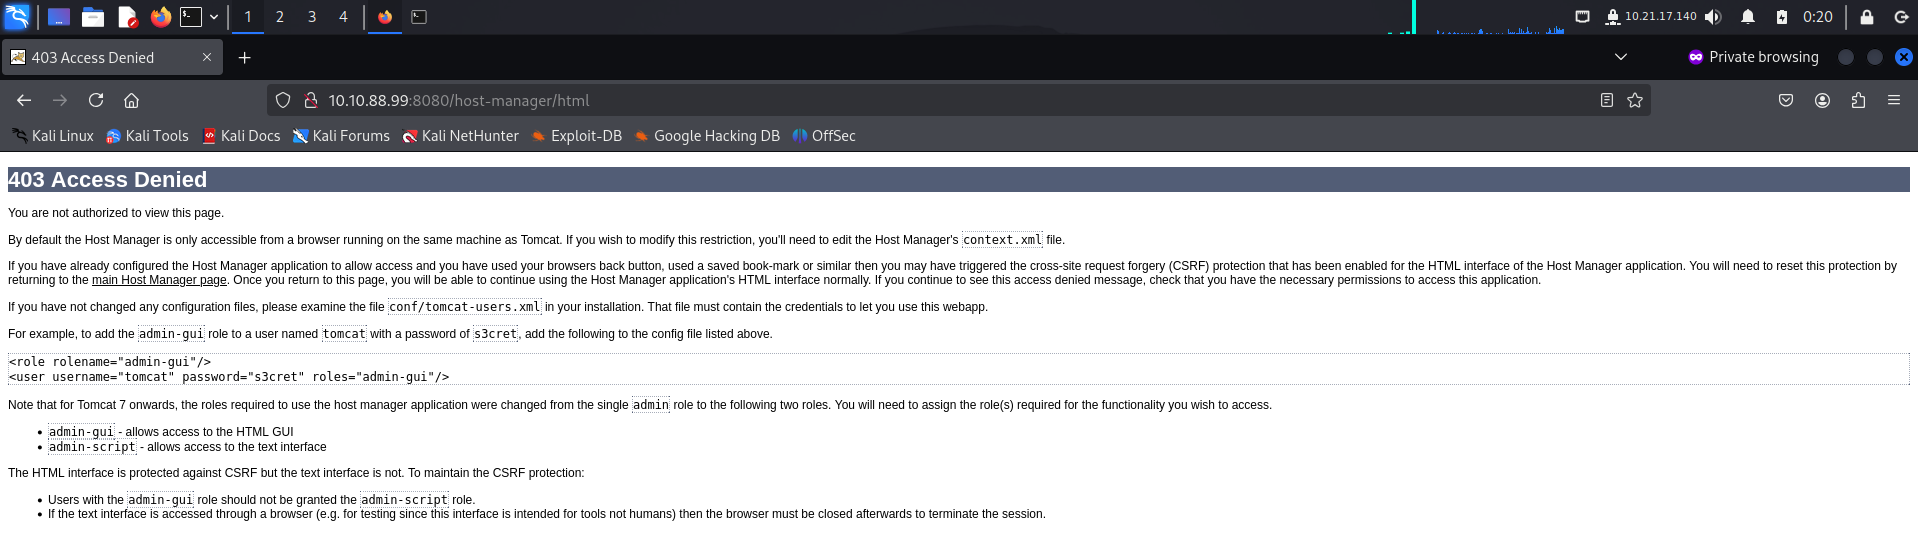 1 2 3 4 10.21.17.140 0:20
403 Access Denied Private browsing
10.10.88.99:8080/host-manager/html
Kali Linux Kali Tools Kali Docs Kali Forums Kali NetHunter Exploit-DB Google Hacking DB OffSec
403 Access Denied
You are not authorized to view this page.
By default the Host Manager is only accessible from a browser running on the same machine as Tomcat. If you wish to modify this restriction, you'll need to edit the Host Manager's context.xml file.
If you have already configured the Host Manager application to allow access and you have used your browsers back button, used a saved book-mark or similar then you may have triggered the cross-site request forgery (CSRF) protection that has been enabled for the HTML interface of the Host Manager application. You will need to reset this protection by
returning to the main Host Manager page. Once you return to this page, you will be able to continue using the Host Manager application's HTML interface normally. If you continue to see this access denied message, check that you have the necessary permissions to access this application.
If you have not changed any configuration files, please examine the file conf/tomcat-users.xml in your installation. That file must contain the credentials to let you use this webapp.
For example, to add the admin-gui role to a user named tomcat with a password of s3cret, add the following to the config file listed above.
<role rolename="admin-gui"/>
<user username="tomcat" password="s3cret" roles="admin-gui"/>
Note that for Tomcat 7 onwards, the roles required to use the host manager application were changed from the single admin role to the following two roles. You will need to assign the role(s) required for the functionality you wish to access.
• admin-gui - allows access to the HTML GUI
• admin-script - allows access to the text interface
The HTML interface is protected against CSRF but the text interface is not. To maintain the CSRF protection:
• Users with the admin-gui role should not be granted the admin-script role.
• If the text interface is accessed through a browser (e.g. for testing since this interface is intended for tools not humans) then the browser must be closed afterwards to terminate the session.